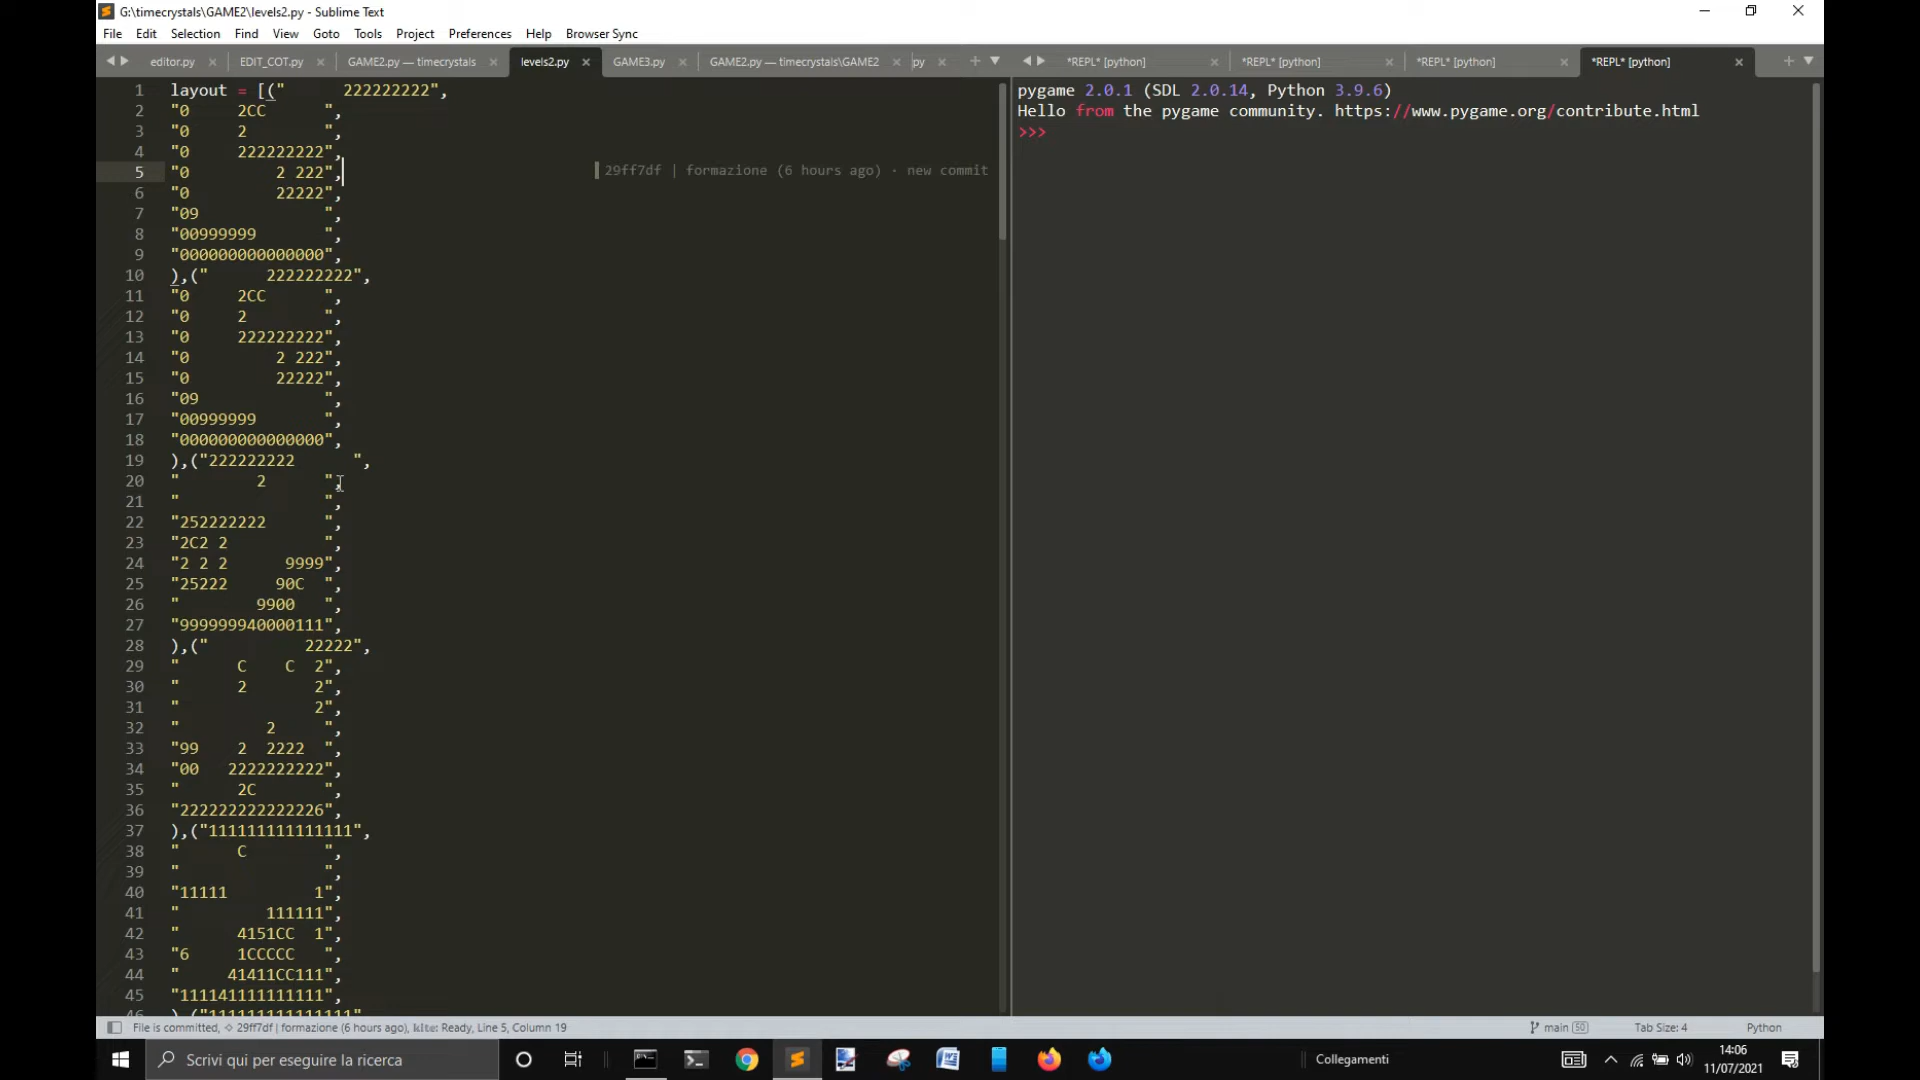 G:\timecrystals\GAME2\levels2.py - Sublime Text
File Edit Selection Find View Goto Tools Project Preferences Help Browser Sync
editor.py EDIT_COT.py GAME2.py — timecrystals levels2.py GAME3.py GAME2.py — timecrystals\GAME2 py *REPL* [python] *REPL* [python] *REPL* [python] *REPL* [python]
1 layout = [("      222222222",
2 "0     2CC      ",
3 "0     2        ",
4 "0     222222222",
5 "0         2 222", 29ff7df | formazione (6 hours ago) · new commit
6 "0         22222",
7 "09             ",
8 "00999999       ",
9 "000000000000000",
10 ),("      222222222",
11 "0     2CC      ",
12 "0     2        ",
13 "0     222222222",
14 "0         2 222",
15 "0         22222",
16 "09             ",
17 "00999999       ",
18 "000000000000000",
19 ),("222222222      ",
20 "        2      ",
21 "               ",
22 "252222222      ",
23 "2C2 2          ",
24 "2 2 2      9999",
25 "25222     90C  ",
26 "        9900   ",
27 "999999940000111",
28 ),("          22222",
29 "      C    C  2",
30 "      2       2",
31 "              2",
32 "         2     ",
33 "99    2  2222  ",
34 "00   2222222222",
35 "      2C       ",
36 "222222222222226",
37 ),("111111111111111",
38 "      C        ",
39 "               ",
40 "11111         1",
41 "         111111",
42 "      4151CC  1",
43 "6     1CCCCC   ",
44 "     41411CC111",
45 "111141111111111",
46 ),("111111111111111",
pygame 2.0.1 (SDL 2.0.14, Python 3.9.6)
Hello from the pygame community. https://www.pygame.org/contribute.html
>>>
File is committed, 29ff7df | formazione (6 hours ago), kite: Ready, Line 5, Column 19 main 50 Tab Size: 4 Python
Scrivi qui per eseguire la ricerca Collegamenti 14:06
11/07/2021